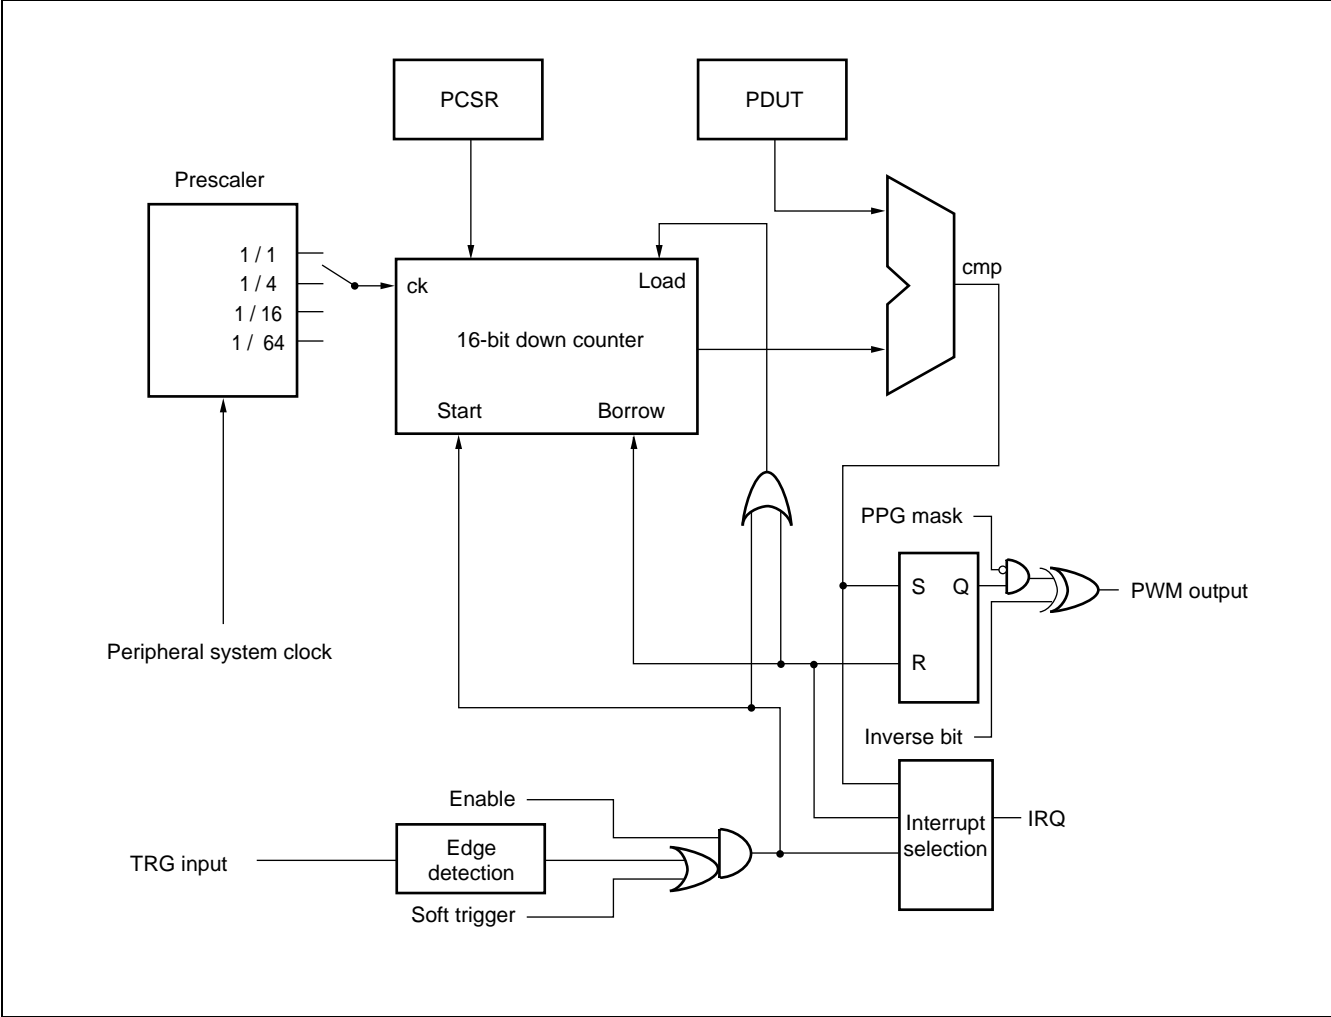 PCSR
PDUT
Prescaler
1 / 1
1 / 4
1 / 16
1 / 64
ck
Load
16-bit down counter
Start
Borrow
cmp
PPG mask
S
Q
R
PWM output
Peripheral system clock
Inverse bit
Enable
TRG input
Edge
detection
Soft trigger
Interrupt
selection
IRQ